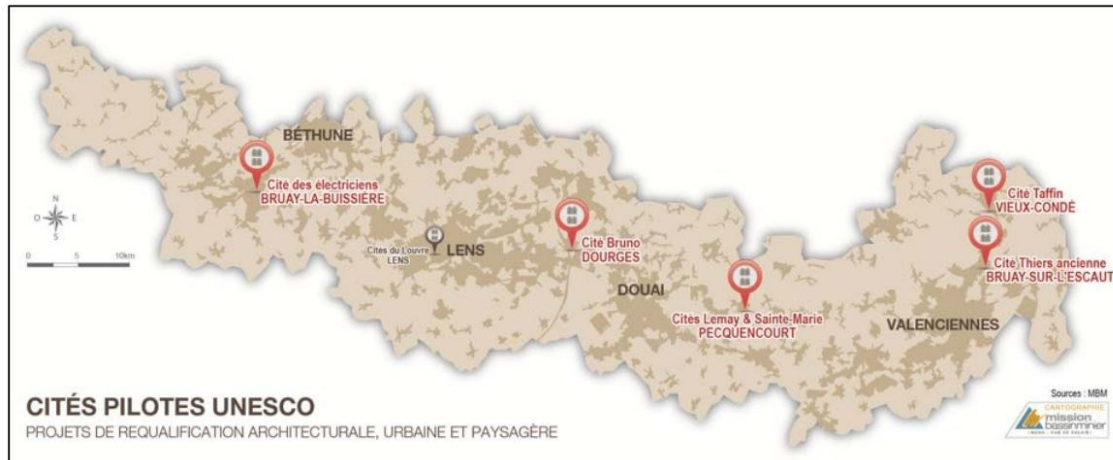 BÉTHUNE
Cité des électriciens
BRUAY-LA-BUISSIÈRE
Cité Taffin
VIEUX-CONDÉ
N
O E
S
0 5 10km
Cités du Louvre
LENS
LENS
Cité Bruno
DOURGES
Cité Thiers ancienne
BRUAY-SUR-L'ESCAUT
DOUAI
Cités Lemay & Sainte-Marie
PECQUENCOURT
VALENCIENNES
CITÉS PILOTES UNESCO
PROJETS DE REQUALIFICATION ARCHITECTURALE, URBAINE ET PAYSAGÈRE
Sources : MBM
CARTOGRAPHIE
mission
bassinminier